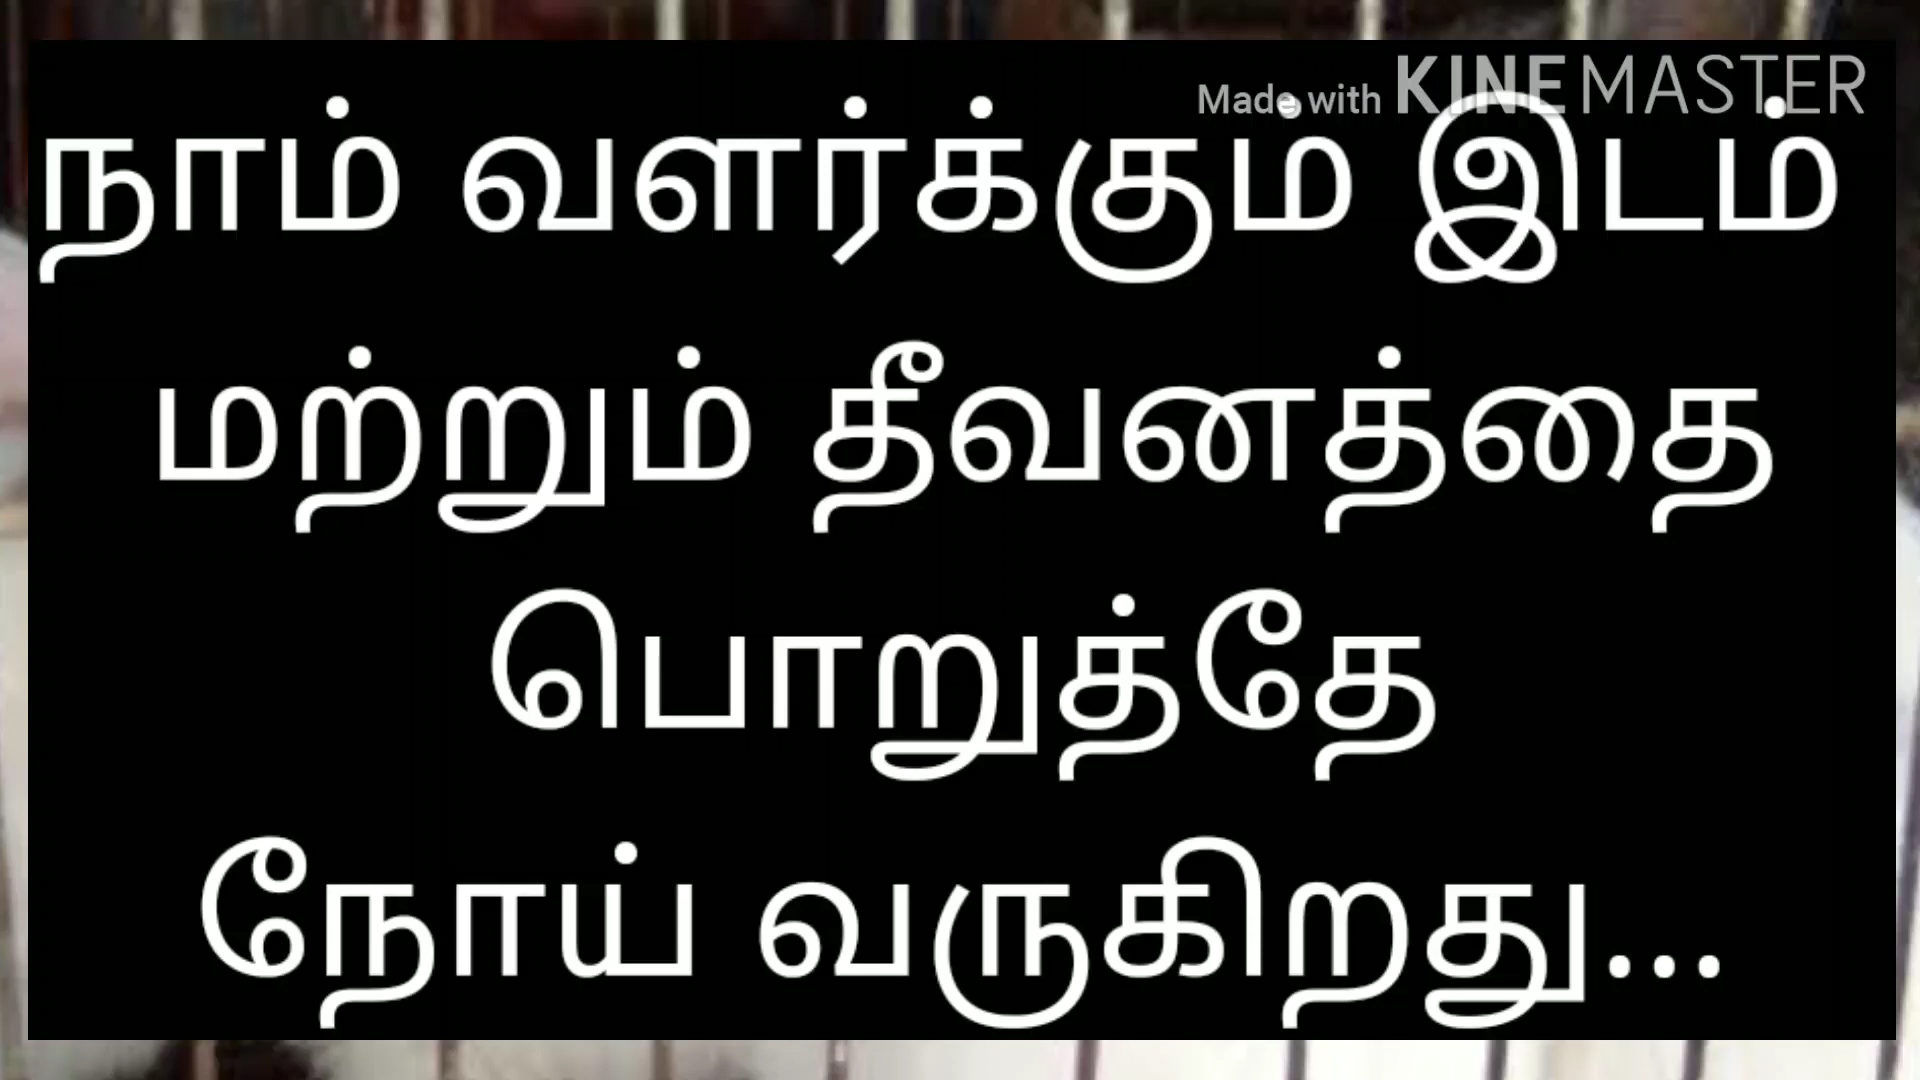 Made with KINEMASTER
நாம் வளர்க்கும் இடம்
மற்றும் தீவனத்தை
பொறுத்தே
நோய் வருகிறது...